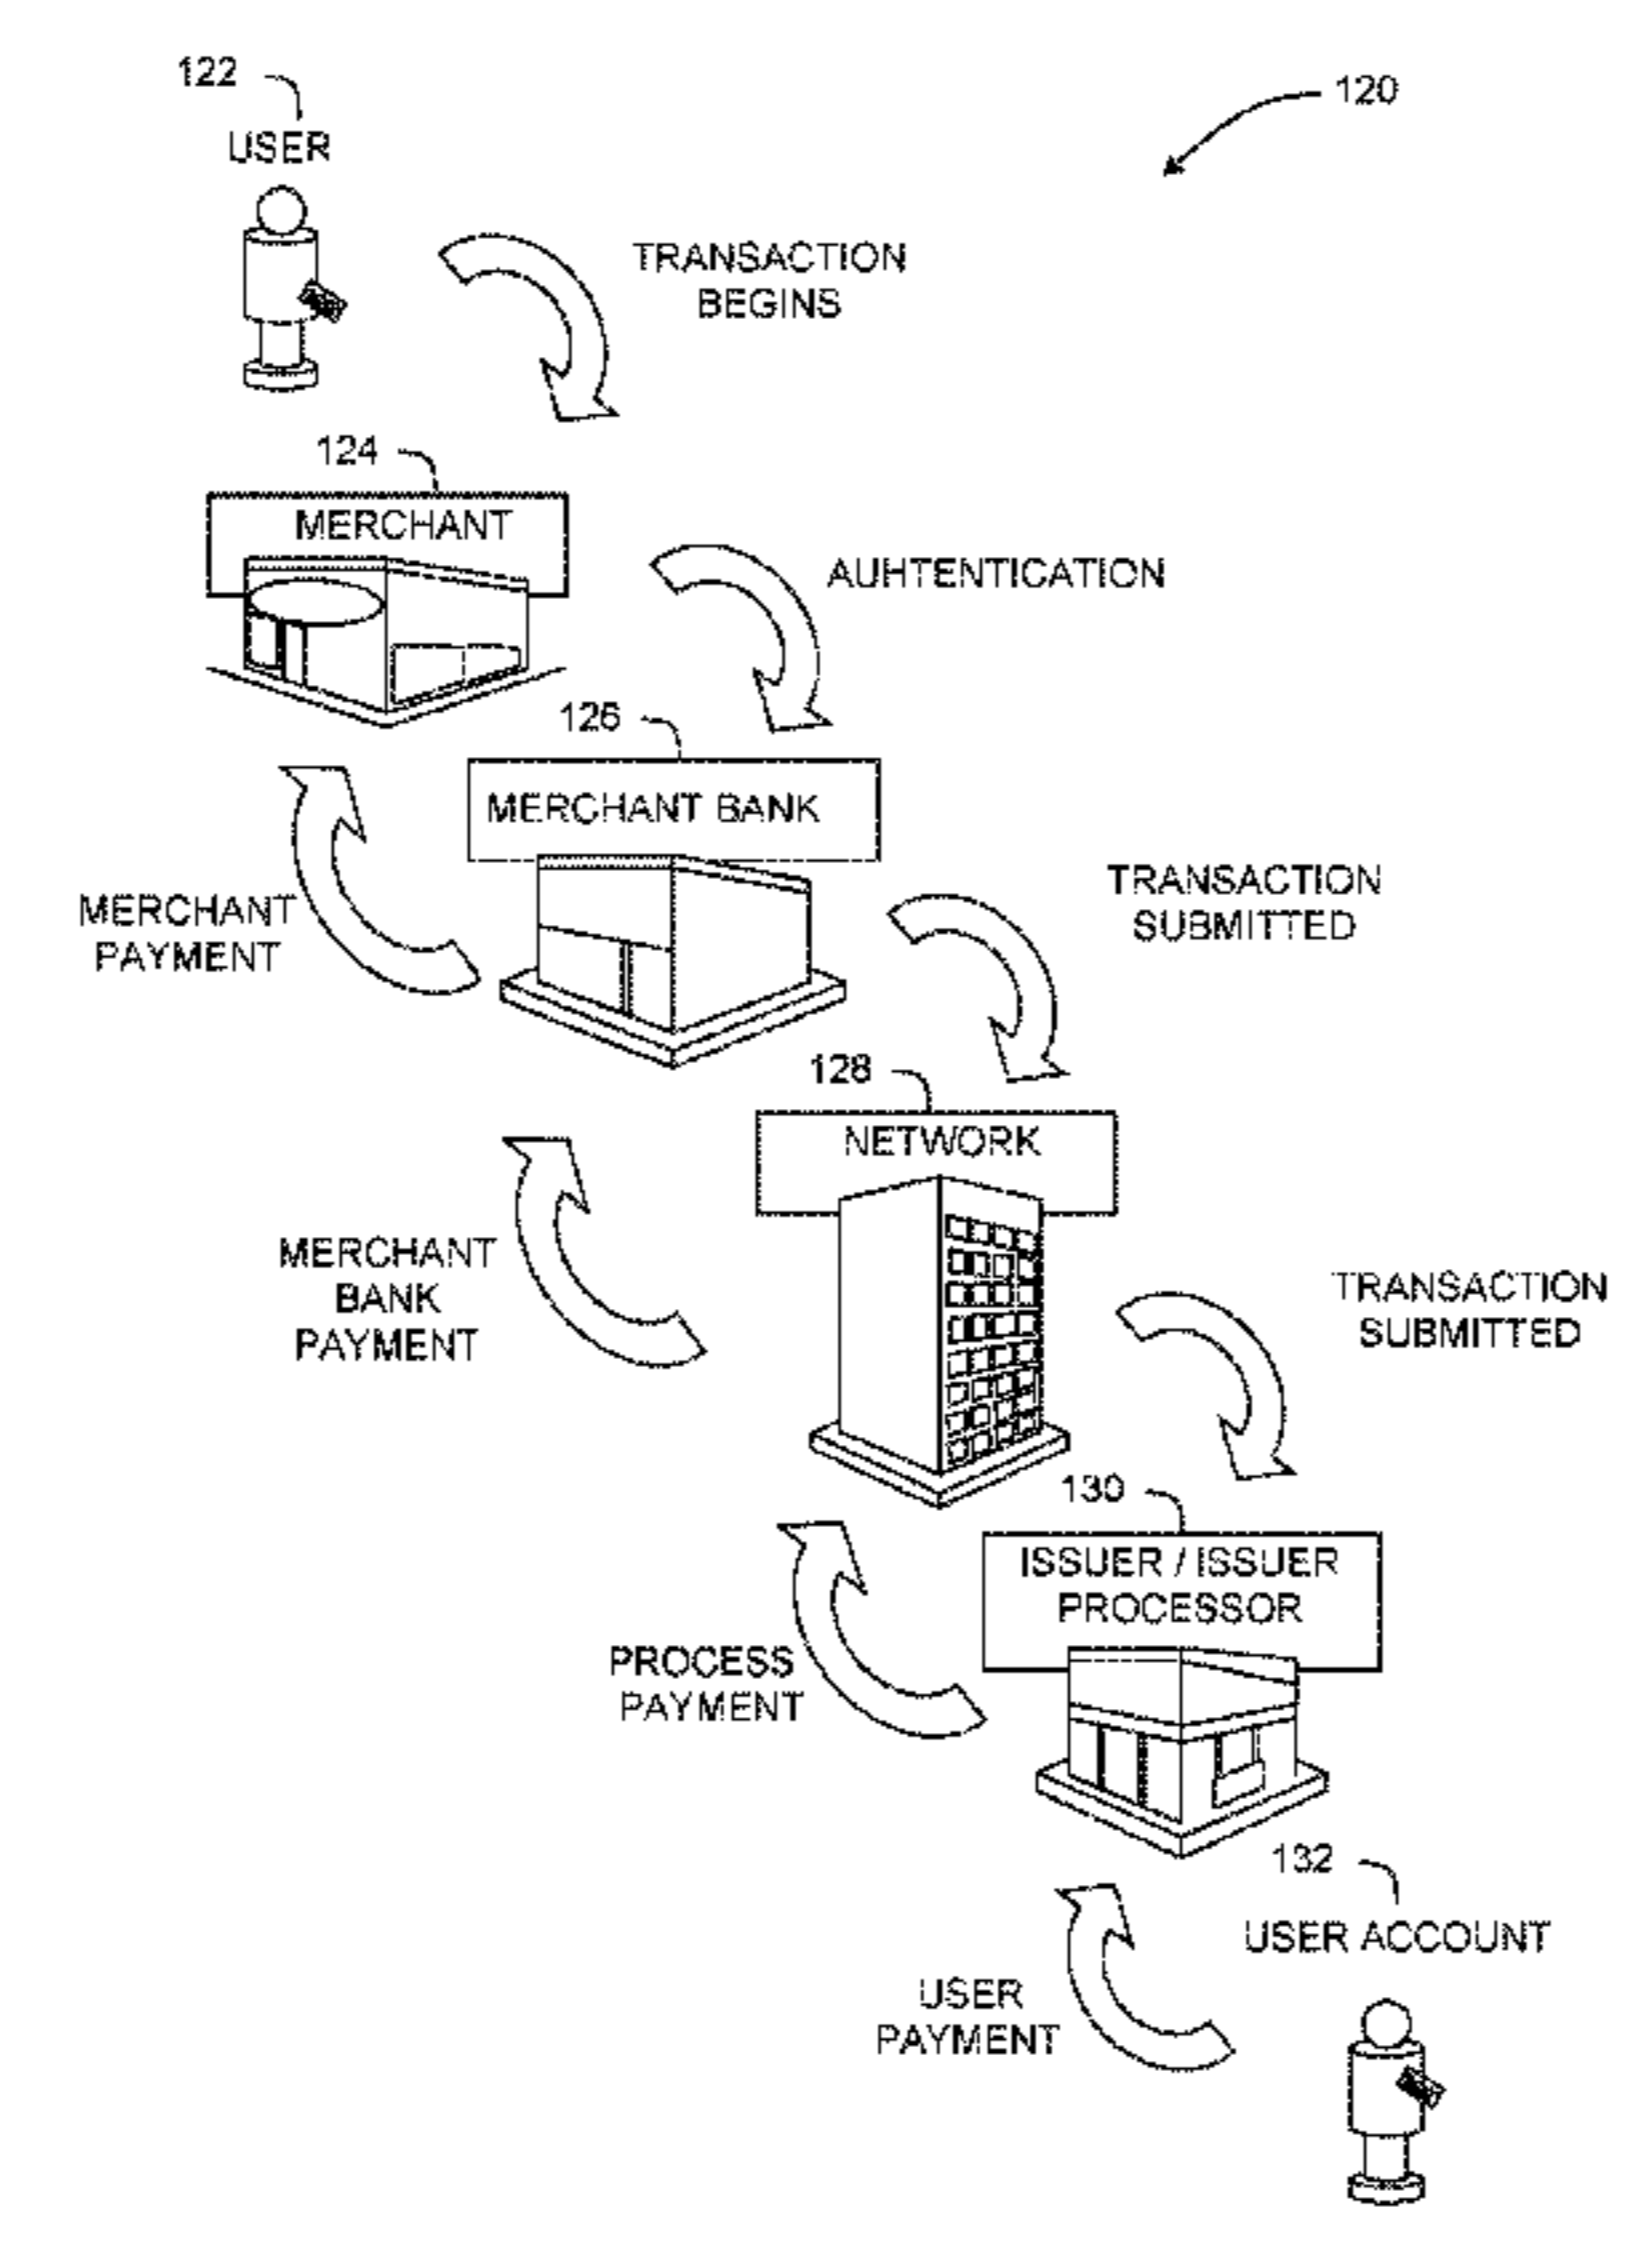 122
120
USER
TRANSACTION
BEGINS
124
MERCHANT
AUHTENTICATION
126
MERCHANT BANK
TRANSACTION
SUBMITTED
MERCHANT
PAYMENT
128
NETWORK
MERCHANT
BANK
PAYMENT
TRANSACTION
SUBMITTED
130
ISSUER / ISSUER
PROCESSOR
PROCESS
PAYMENT
132
USER ACCOUNT
USER
PAYMENT